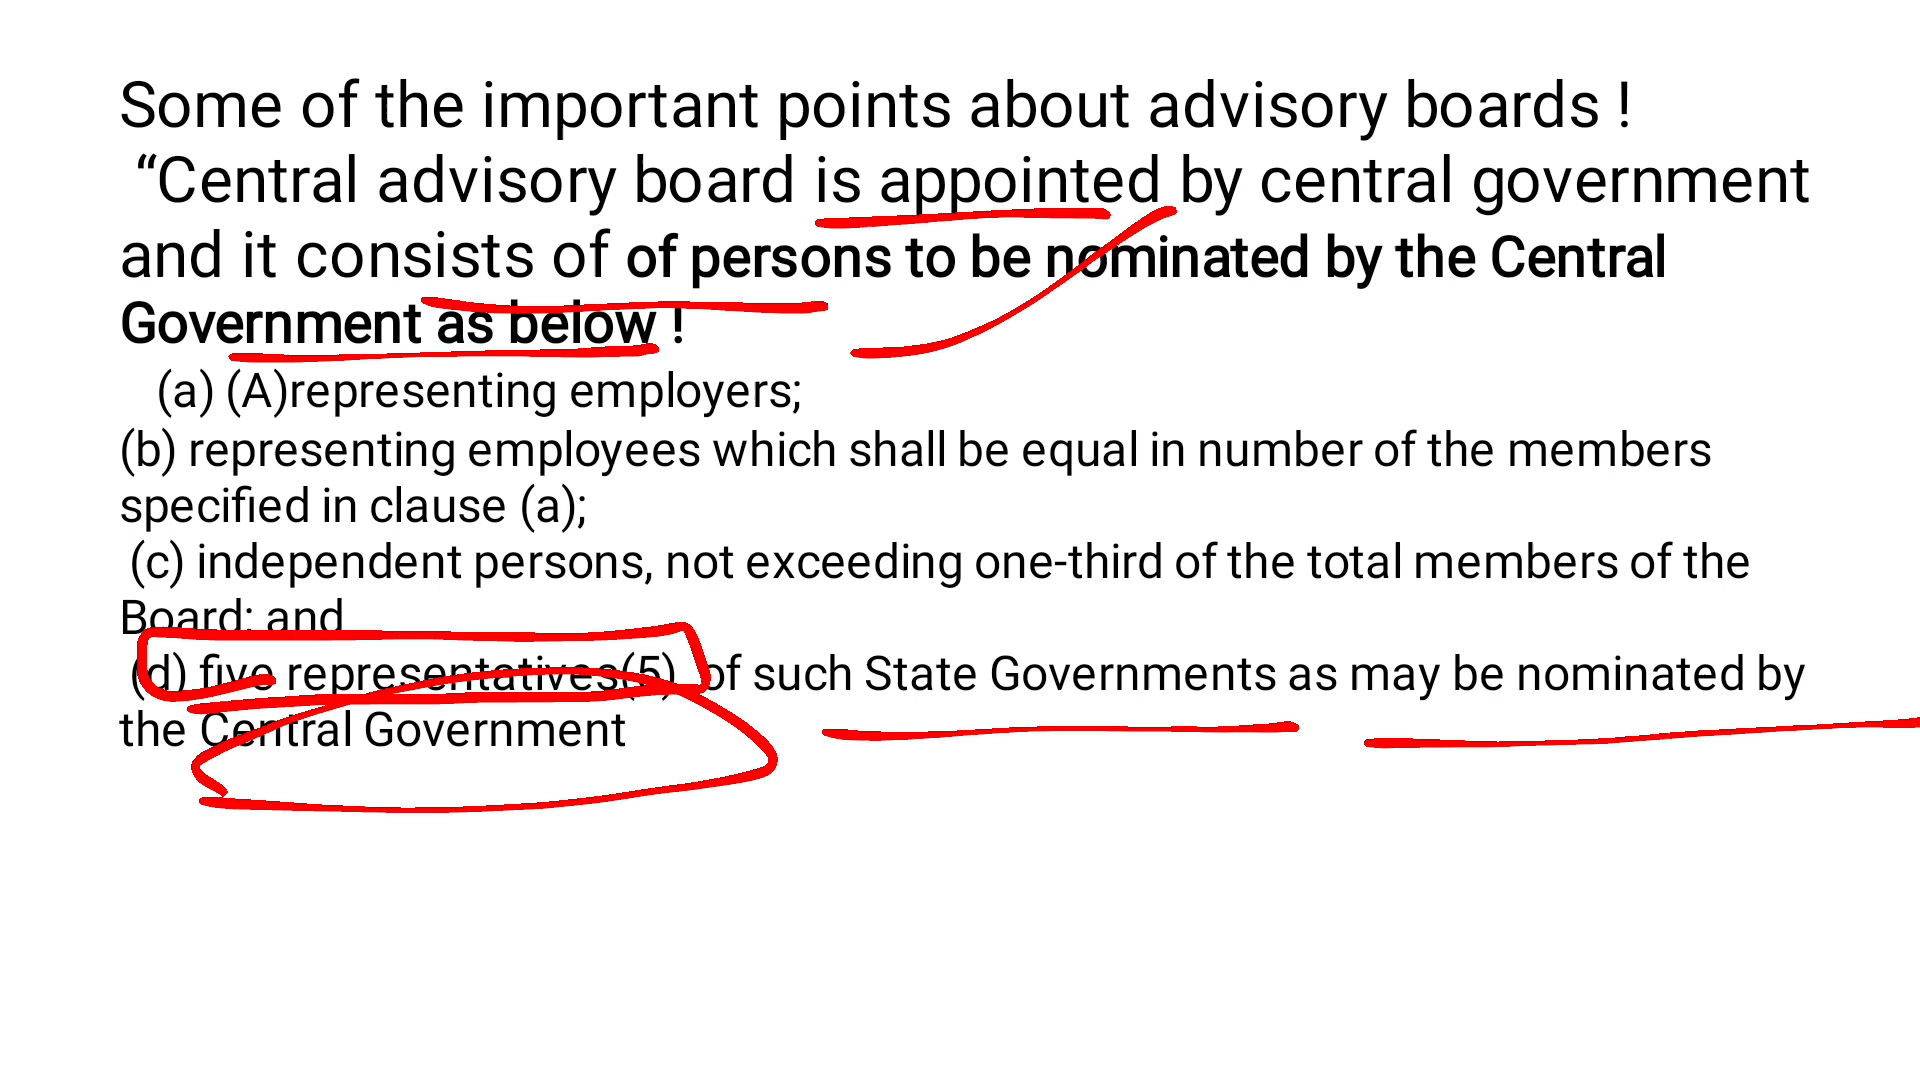 Some of the important points about advisory boards !
“Central advisory board is appointed by central government
and it consists of of persons to be nominated by the Central
Government as below !
(a) (A)representing employers;
(b) representing employees which shall be equal in number of the members
specified in clause (a);
(c) independent persons, not exceeding one-third of the total members of the
Board; and
(d) five representatives(5) of such State Governments as may be nominated by
the Central Government